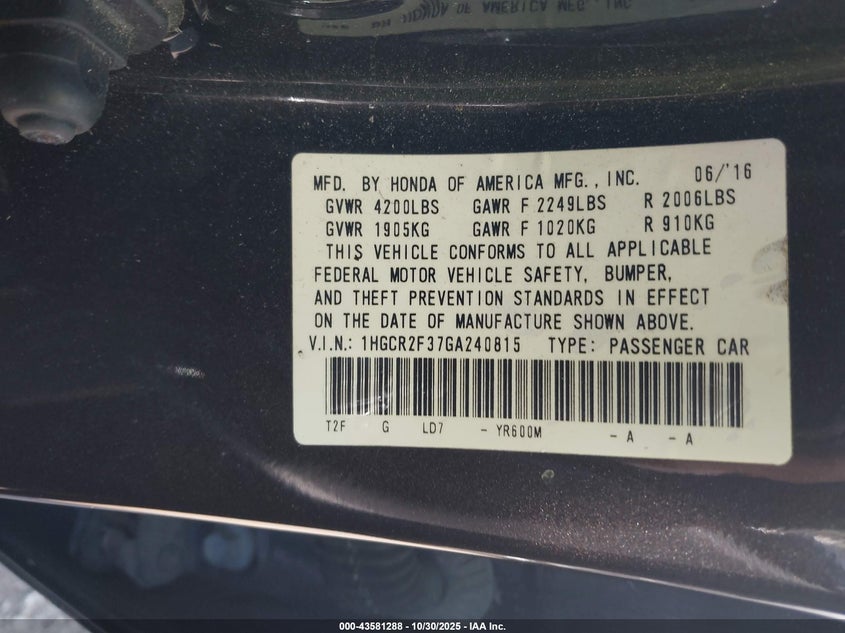 MFD. BY HONDA OF AMERICA MFG., INC. 06/'16
GVWR 4200LBS GAWR F 2249LBS R 2006LBS
GVWR 1905KG GAWR F 1020KG R 910KG
THIS VEHICLE CONFORMS TO ALL APPLICABLE
FEDERAL MOTOR VEHICLE SAFETY, BUMPER,
AND THEFT PREVENTION STANDARDS IN EFFECT
ON THE DATE OF MANUFACTURE SHOWN ABOVE.
V.I.N.: 1HGCR2F37GA240815 TYPE: PASSENGER CAR
T2F G LD7 - YR600M - A - A
000-43581288 - 10/30/2025 - IAA Inc.